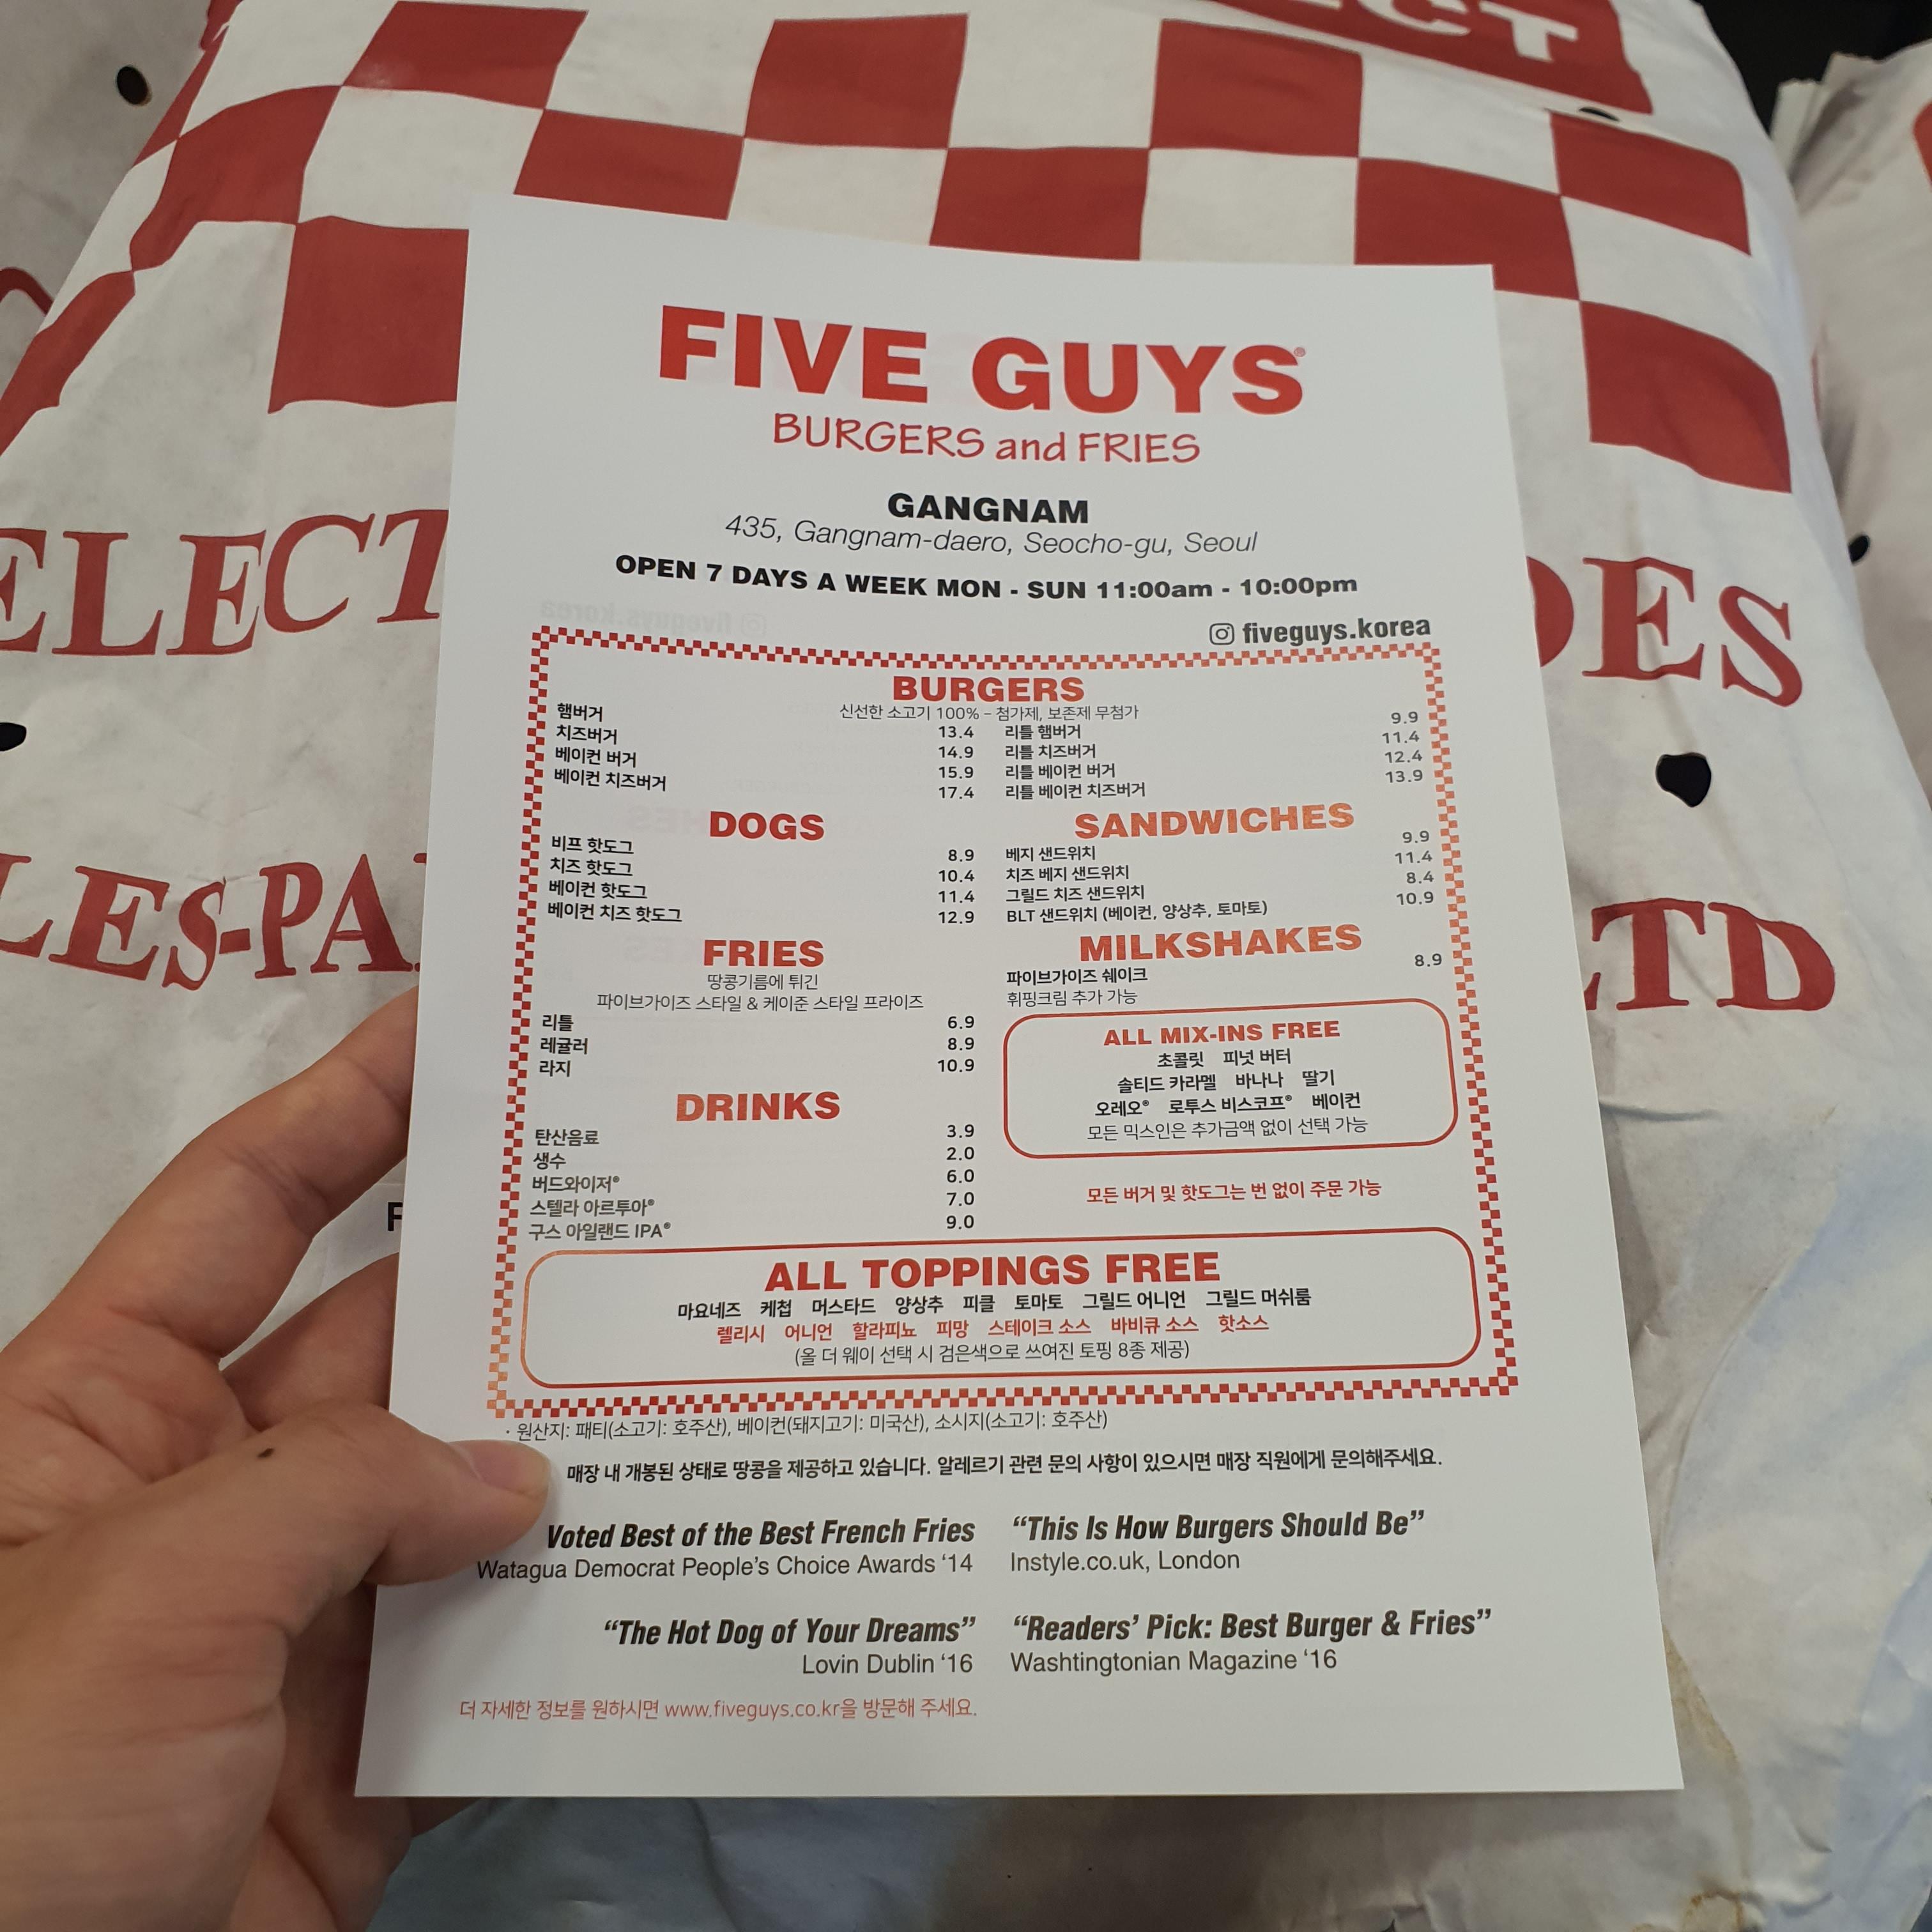 ECT
ELECT
DES
LES-PA
LTD
FIVE GUYS®
BURGERS and FRIES
GANGNAM
435, Gangnam-daero, Seocho-gu, Seoul
OPEN 7 DAYS A WEEK MON - SUN 11:00am - 10:00pm
fiveguys.korea
BURGERS
신선한 소고기 100% – 첨가제, 보존제 무첨가
햄버거 13.4
치즈버거 14.9
베이컨 버거 15.9
베이컨 치즈버거 17.4
리틀 햄버거 9.9
리틀 치즈버거 11.4
리틀 베이컨 버거 12.4
리틀 베이컨 치즈버거 13.9
DOGS
비프 핫도그 8.9
치즈 핫도그 10.4
베이컨 핫도그 11.4
베이컨 치즈 핫도그 12.9
SANDWICHES
베지 샌드위치 9.9
치즈 베지 샌드위치 11.4
그릴드 치즈 샌드위치 8.4
BLT 샌드위치 (베이컨, 양상추, 토마토) 10.9
FRIES
땅콩기름에 튀긴
파이브가이즈 스타일 & 케이준 스타일 프라이즈
리틀 6.9
레귤러 8.9
라지 10.9
MILKSHAKES
파이브가이즈 쉐이크 8.9
휘핑크림 추가 가능
ALL MIX-INS FREE
초콜릿 피넛 버터
솔티드 카라멜 바나나 딸기
오레오® 로투스 비스코프® 베이컨
모든 믹스인은 추가금액 없이 선택 가능
DRINKS
탄산음료 3.9
생수 2.0
버드와이저® 6.0
스텔라 아르투아® 7.0
구스 아일랜드 IPA® 9.0
모든 버거 및 핫도그는 번 없이 주문 가능
ALL TOPPINGS FREE
마요네즈 케첩 머스타드 양상추 피클 토마토 그릴드 어니언 그릴드 머쉬룸
렐리시 어니언 할라피뇨 피망 스테이크 소스 바비큐 소스 핫소스
(올 더 웨이 선택 시 검은색으로 쓰여진 토핑 8종 제공)
· 원산지: 패티(소고기: 호주산), 베이컨(돼지고기: 미국산), 소시지(소고기: 호주산)
매장 내 개봉된 상태로 땅콩을 제공하고 있습니다. 알레르기 관련 문의 사항이 있으시면 매장 직원에게 문의해주세요.
Voted Best of the Best French Fries
Watagua Democrat People's Choice Awards ‘14
“This Is How Burgers Should Be”
Instyle.co.uk, London
“The Hot Dog of Your Dreams”
Lovin Dublin ‘16
“Readers’ Pick: Best Burger & Fries”
Washtingtonian Magazine ‘16
더 자세한 정보를 원하시면 www.fiveguys.co.kr을 방문해 주세요.